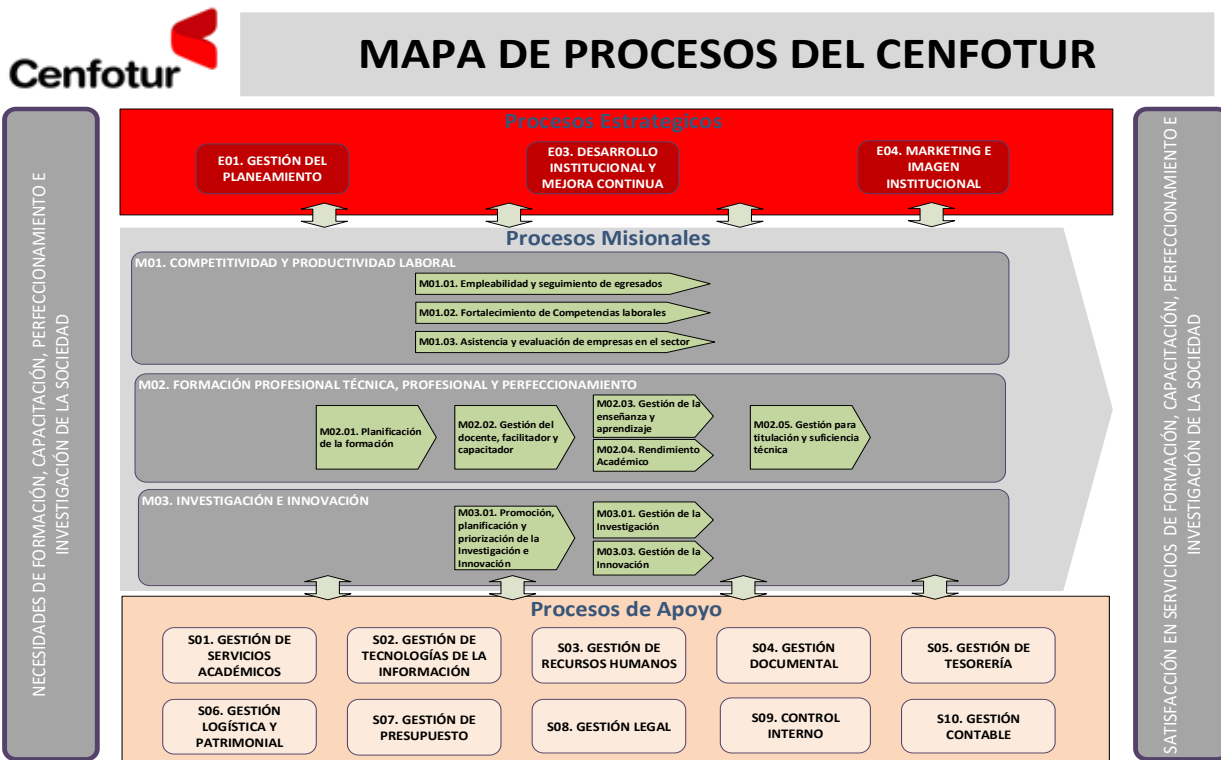 Cenfotur
MAPA DE PROCESOS DEL CENFOTUR
NECESIDADES DE FORMACIÓN, CAPACITACIÓN, PERFECCIONAMIENTO E
INVESTIGACIÓN DE LA SOCIEDAD
Procesos Estrategicos
E01. GESTIÓN DEL
PLANEAMIENTO
E03. DESARROLLO
INSTITUCIONAL Y
MEJORA CONTINUA
E04. MARKETING E
IMAGEN
INSTITUCIONAL
Procesos Misionales
M01. COMPETITIVIDAD Y PRODUCTIVIDAD LABORAL
M01.01. Empleabilidad y seguimiento de egresados
M01.02. Fortalecimiento de Competencias laborales
M01.03. Asistencia y evaluación de empresas en el sector
M02. FORMACIÓN PROFESIONAL TÉCNICA, PROFESIONAL Y PERFECCIONAMIENTO
M02.01. Planificación
de la formación
M02.02. Gestión del
docente, facilitador y
capacitador
M02.03. Gestión de la
enseñanza y
aprendizaje
M02.04. Rendimiento
Académico
M02.05. Gestión para
titulación y suficiencia
técnica
M03. INVESTIGACIÓN E INNOVACIÓN
M03.01. Promoción,
planificación y
priorización de la
Investigación e
Innovación
M03.01. Gestión de la
Investigación
M03.03. Gestión de la
Innovación
Procesos de Apoyo
S01. GESTIÓN DE
SERVICIOS
ACADÉMICOS
S02. GESTIÓN DE
TECNOLOGÍAS DE LA
INFORMACIÓN
S03. GESTIÓN DE
RECURSOS HUMANOS
S04. GESTIÓN
DOCUMENTAL
S05. GESTIÓN DE
TESORERÍA
S06. GESTIÓN
LOGÍSTICA Y
PATRIMONIAL
S07. GESTIÓN DE
PRESUPUESTO
S08. GESTIÓN LEGAL
S09. CONTROL
INTERNO
S10. GESTIÓN
CONTABLE
SATISFACCIÓN EN SERVICIOS DE FORMACIÓN, CAPACITACIÓN, PERFECCIONAMIENTO E
INVESTIGACIÓN DE LA SOCIEDAD